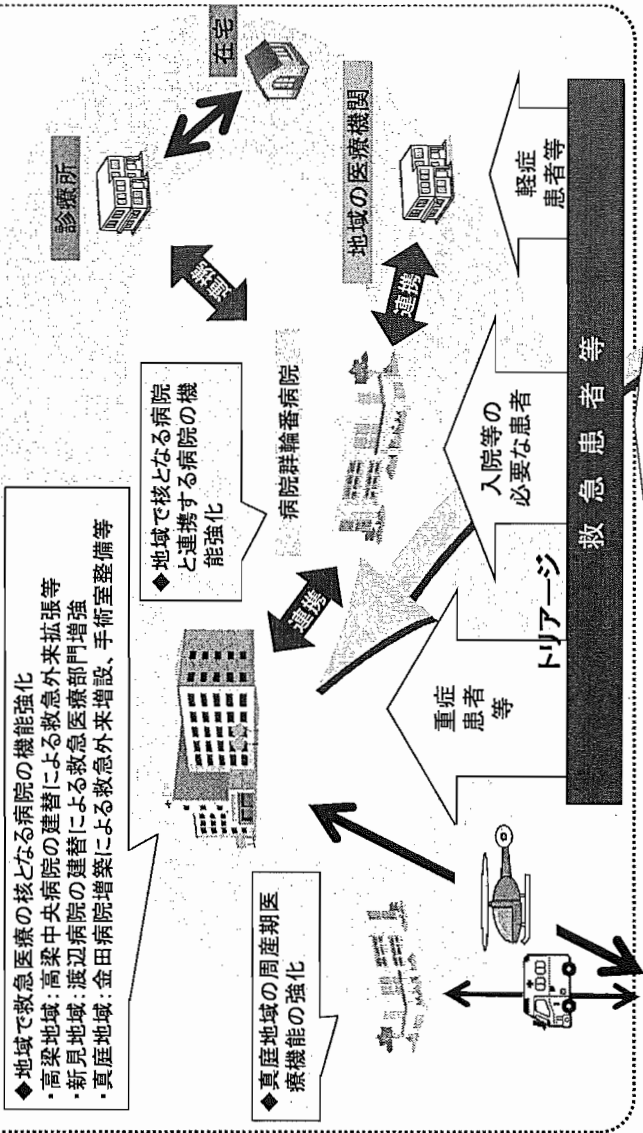 ◆地域で救急医療の核となる病院の機能強化
・高梁地域:高梁中央病院の建替による救急外来拡張等
・新見地域:渡辺病院の建替による救急医療部門増強
・真庭地域:金田病院増築による救急外来増設、手術室整備等
◆地域で核となる病院
と連携する病院の機
能強化
◆真庭地域の周産期医
療機能の強化
診療所
在宅
連携
病院群輪番病院
地域の医療機関
連携
連携
重症
患者
等
入院等の
必要な患者
軽症
患者等
トリアージ
救急患者等